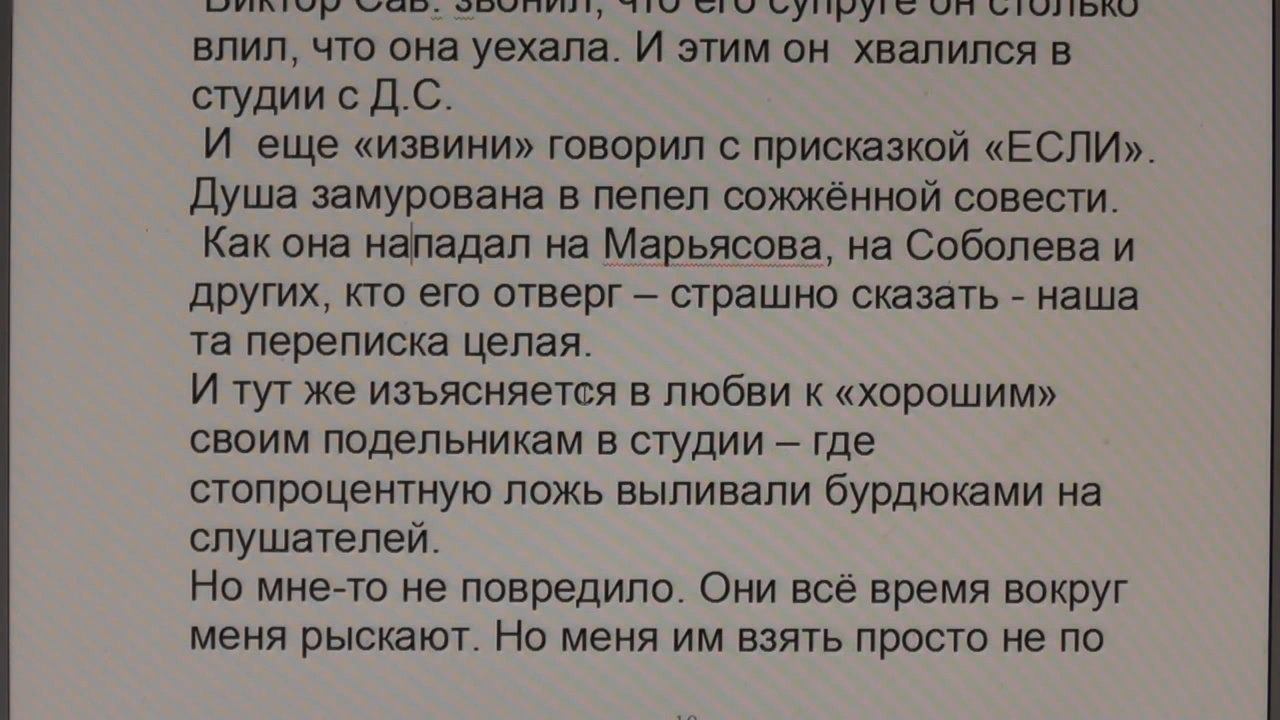 Виктор Сав. звонил, что его супруге он столько
влил, что она уехала. И этим он  хвалился в
студии с Д.С.
И  еще «извини» говорил с присказкой «ЕСЛИ».
Душа замурована в пепел сожжённой совести.
Как она нападал на Марьясова, на Соболева и
других, кто его отверг – страшно сказать - наша
та переписка целая.
И тут же изъясняется в любви к «хорошим»
своим подельникам в студии – где
стопроцентную ложь выливали бурдюками на
слушателей.
Но мне-то не повредило. Они всё время вокруг
меня рыскают. Но меня им взять просто не по